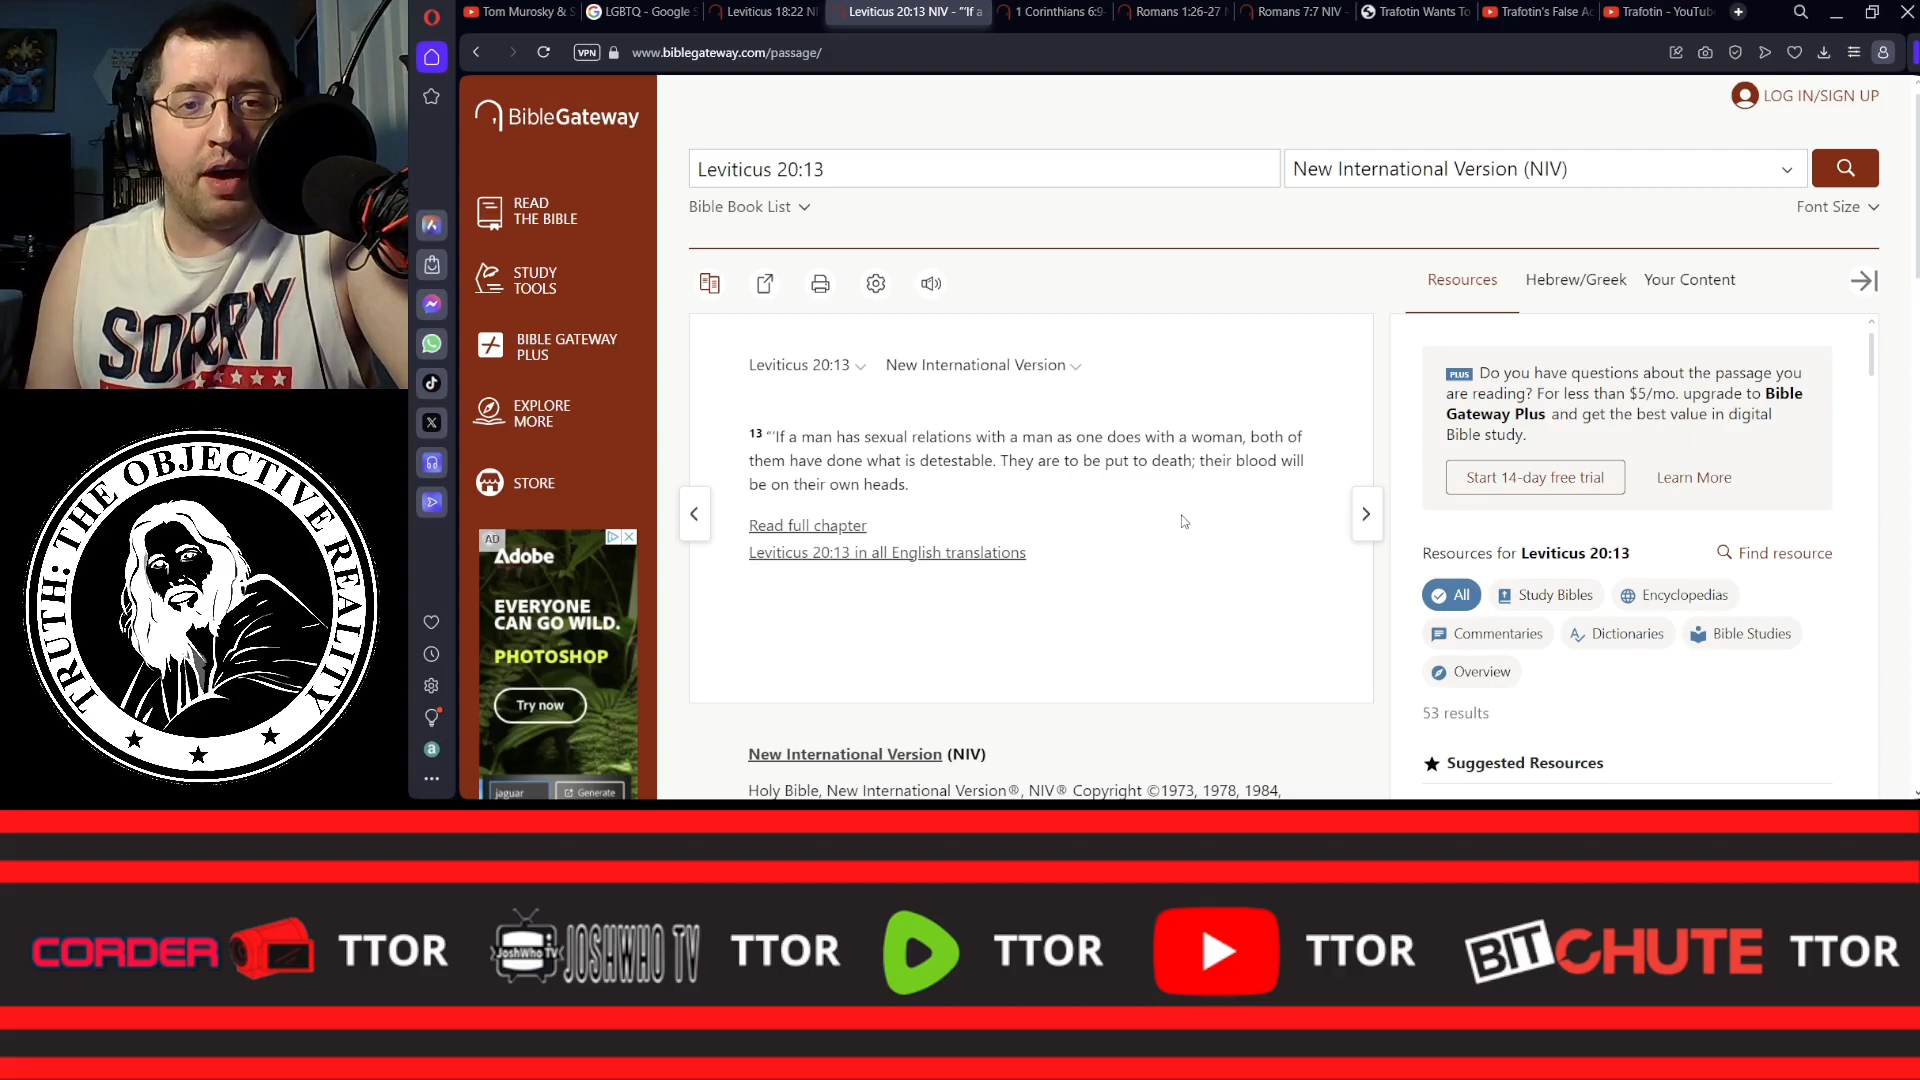 Tom Murosky & S
LGBTQ - Google S
Leviticus 18:22 NI
Leviticus 20:13 NIV - "'If a
1 Corinthians 6:9-
Romans 1:26-27 N
Romans 7:7 NIV -
Trafotin Wants To
Trafotin's False Ac
Trafotin - YouTube
VPN
www.biblegateway.com/passage/
BibleGateway
LOG IN/SIGN UP
Leviticus 20:13
New International Version (NIV)
Bible Book List
Font Size
READ
THE BIBLE
STUDY
TOOLS
BIBLE GATEWAY
PLUS
EXPLORE
MORE
STORE
Resources
Hebrew/Greek
Your Content
Leviticus 20:13
New International Version
13 “‘If a man has sexual relations with a man as one does with a woman, both of
them have done what is detestable. They are to be put to death; their blood will
be on their own heads.
Read full chapter
Leviticus 20:13 in all English translations
PLUS Do you have questions about the passage you
are reading? For less than $5/mo. upgrade to Bible
Gateway Plus and get the best value in digital
Bible study.
Start 14-day free trial
Learn More
Resources for Leviticus 20:13
Find resource
All
Study Bibles
Encyclopedias
Commentaries
Dictionaries
Bible Studies
Overview
53 results
Suggested Resources
New International Version (NIV)
Holy Bible, New International Version®, NIV® Copyright ©1973, 1978, 1984,
AD
Adobe
EVERYONE
CAN GO WILD.
PHOTOSHOP
Try now
jaguar
Generate
SORRY
TRUTH: THE OBJECTIVE REALITY
CORDER
TTOR
JoshWho TV
JOSHWHO TV
TTOR
TTOR
TTOR
BITCHUTE
TTOR